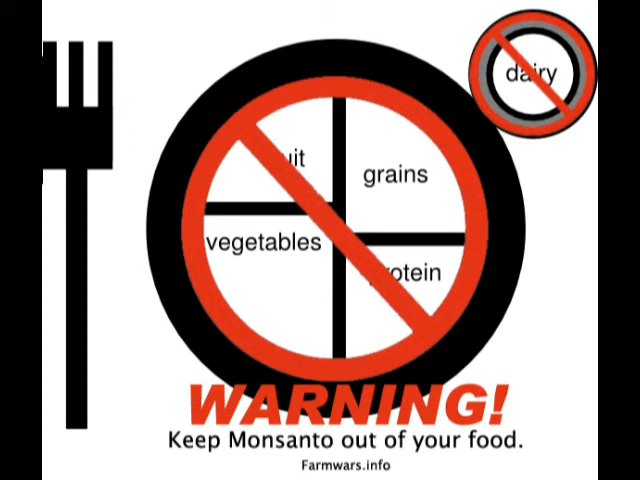 dairy
grains
vegetables
WARNING!
Keep Monsanto out of your food.
Farmwars.info